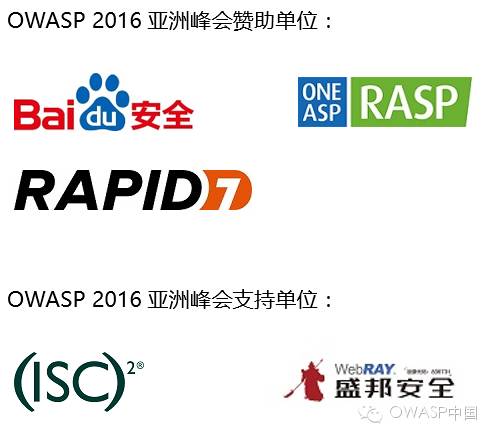 OWASP 2016 亚洲峰会赞助单位：
Baidu安全
ONE ASP RASP
RAPID7
OWASP 2016 亚洲峰会支持单位：
(ISC)2®
WebRAY
盛邦安全
OWASP中国